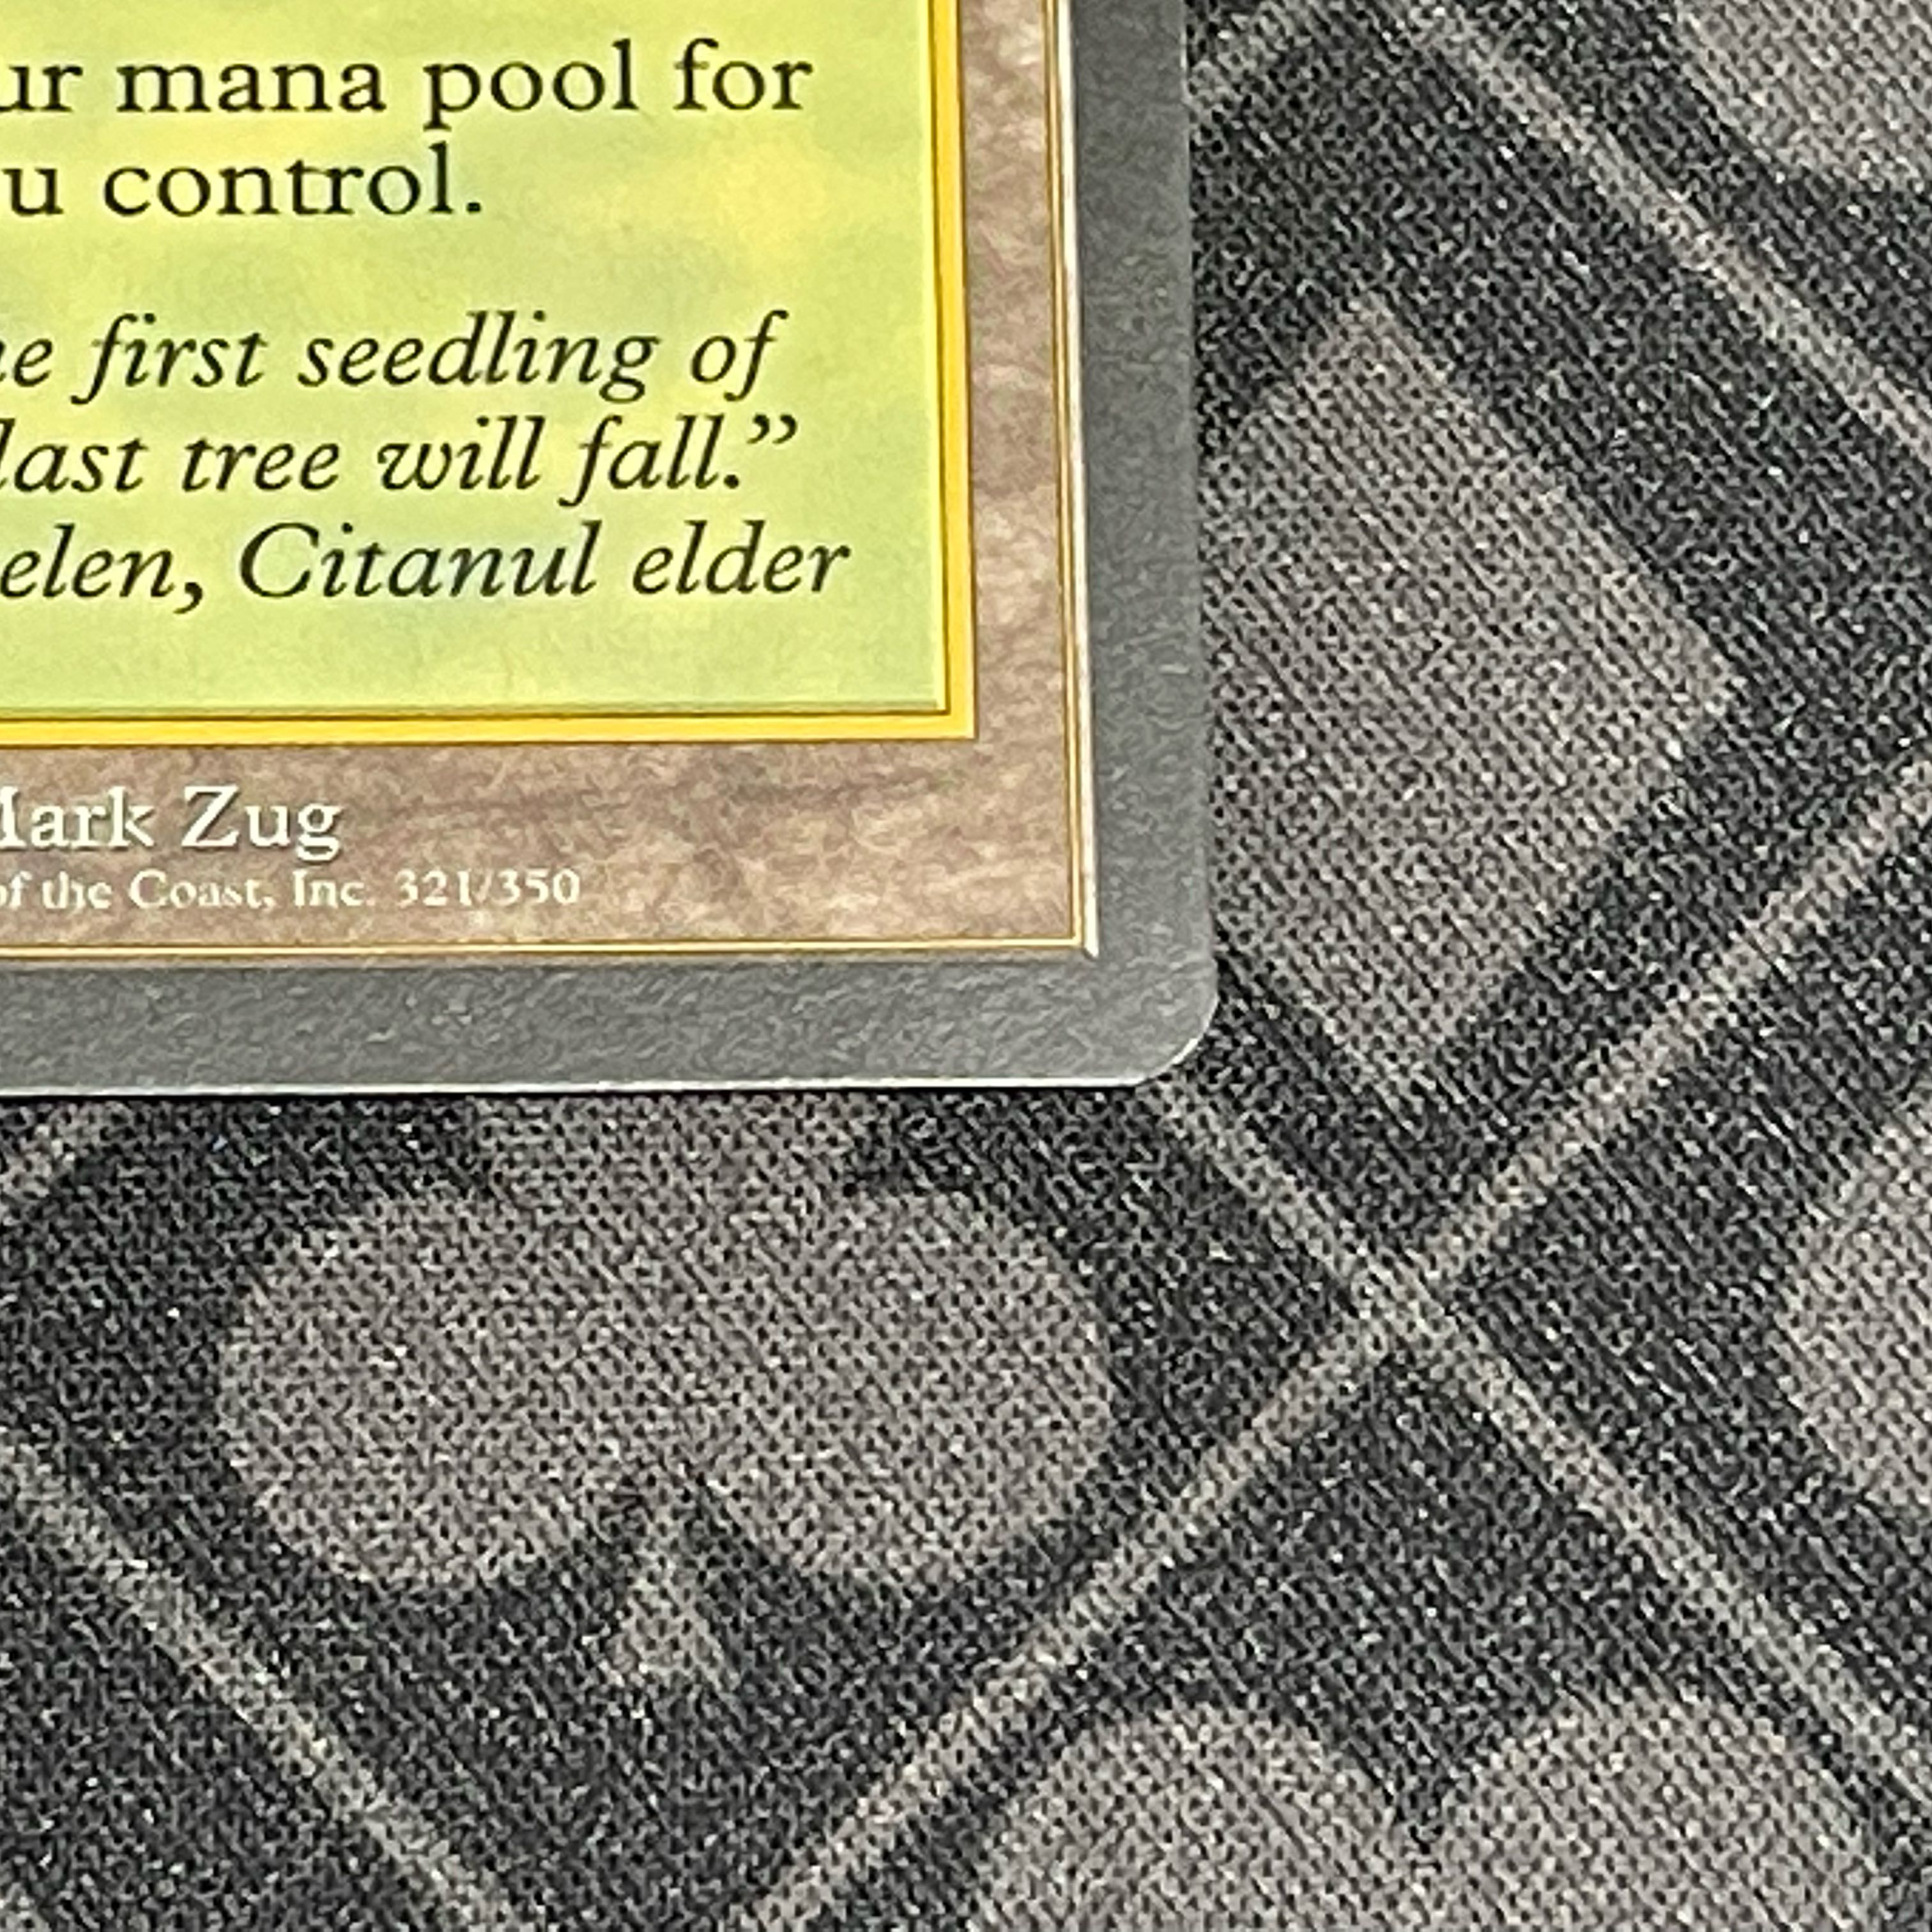 ur mana pool for
u control.
he first seedling of
last tree will fall.”
elen, Citanul elder
Mark Zug
of the Coast, Inc. 321/350